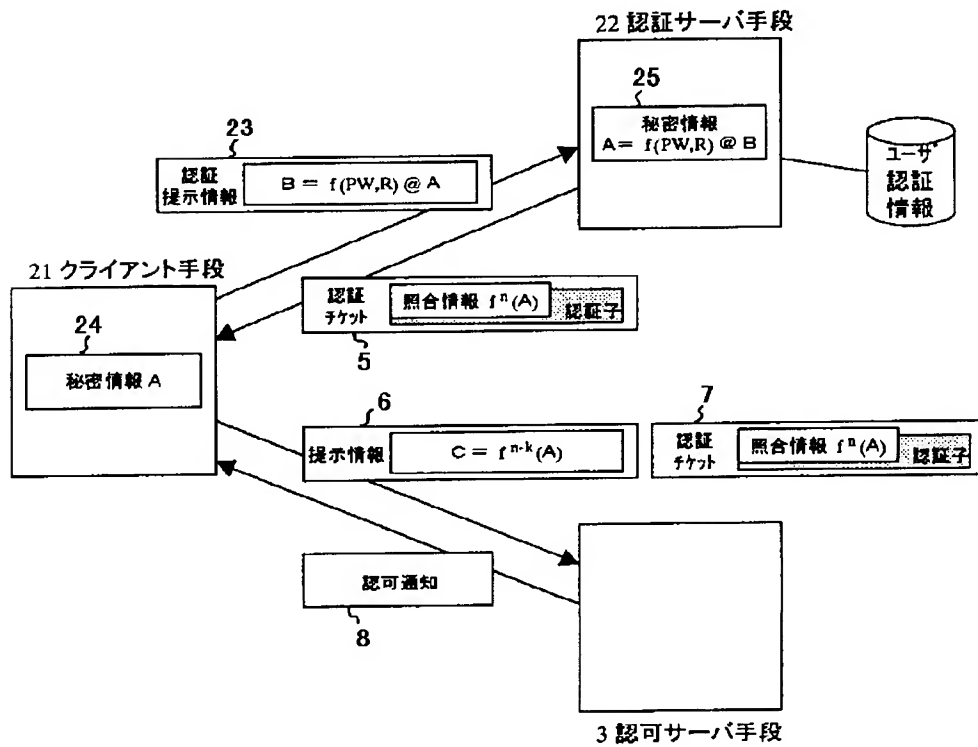 22 認証サーバ手段
25
秘密情報
A= f(PW,R) @ B
ユーザ
認証
情報
23
認証
提示情報
B = f(PW,R) @ A
21 クライアント手段
24
秘密情報 A
認証
チケット
照合情報 fⁿ(A)
認証子
5
6
提示情報
C = fⁿ⁻ᵏ(A)
7
認証
チケット
照合情報 fⁿ(A)
認証子
認可通知
8
3 認可サーバ手段